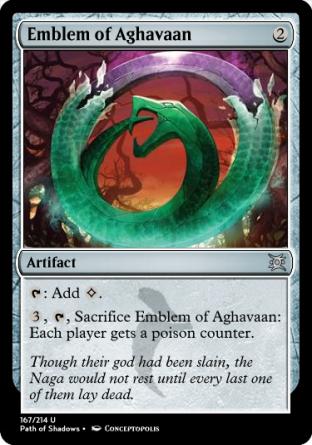 Emblem of Aghavaan 2
Artifact
: Add .
3, , Sacrifice Emblem of Aghavaan:
Each player gets a poison counter.
Though their god had been slain, the
Naga would not rest until every last one
of them lay dead.
167/214 U
Path of Shadows • Conceptopolis